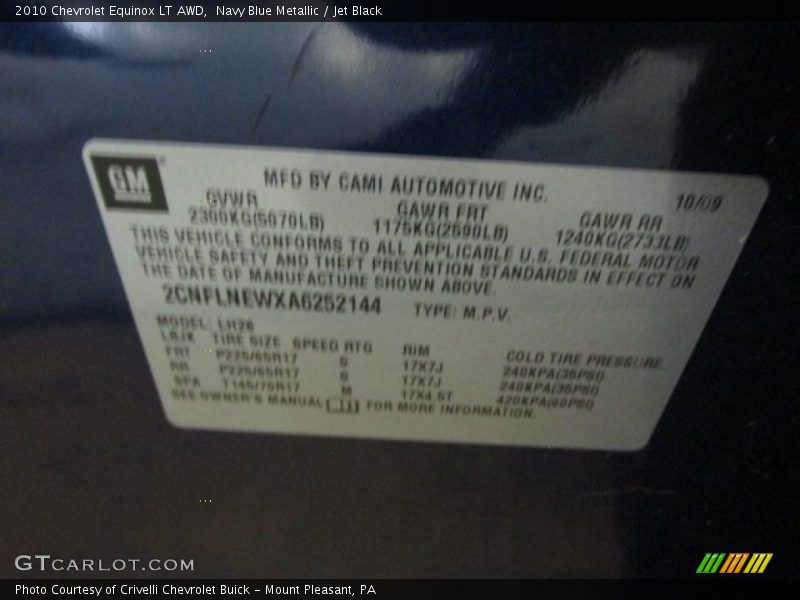 2010 Chevrolet Equinox LT AWD, Navy Blue Metallic / Jet Black
GM
MFD BY CAMI AUTOMOTIVE INC.
10/09
GVWR GAWR FRT GAWR RR
2300KG(5070LB) 1175KG(2590LB) 1240KG(2733LB)
THIS VEHICLE CONFORMS TO ALL APPLICABLE U.S. FEDERAL MOTOR
VEHICLE SAFETY AND THEFT PREVENTION STANDARDS IN EFFECT ON
THE DATE OF MANUFACTURE SHOWN ABOVE.
2CNFLNEWXA6252144 TYPE: M.P.V.
MODEL: LH26
LBJK TIRE SIZE SPEED RTG RIM COLD TIRE PRESSURE
FRT P225/65R17 S 17X7J 240KPA(35PSI)
RR P225/65R17 S 17X7J 240KPA(35PSI)
SPA T145/70R17 M 17X4.5T 420KPA(60PSI)
SEE OWNER'S MANUAL FOR MORE INFORMATION.
GTCARLOT.COM
Photo Courtesy of Crivelli Chevrolet Buick – Mount Pleasant, PA